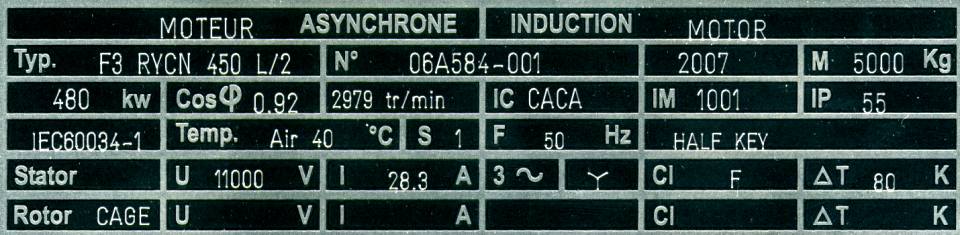 MOTEUR ASYNCHRONE INDUCTION MOTOR
Typ. F3 RYCN 450 L/2 N° 06A584-001 2007 M 5000 Kg
480 kw Cosφ 0.92 2979 tr/min IC CACA IM 1001 IP 55
IEC60034-1 Temp. Air 40 °C S 1 F 50 Hz HALF KEY
Stator U 11000 V I 28.3 A 3 ~ Y CI F ΔT 80 K
Rotor CAGE U V I A CI ΔT K